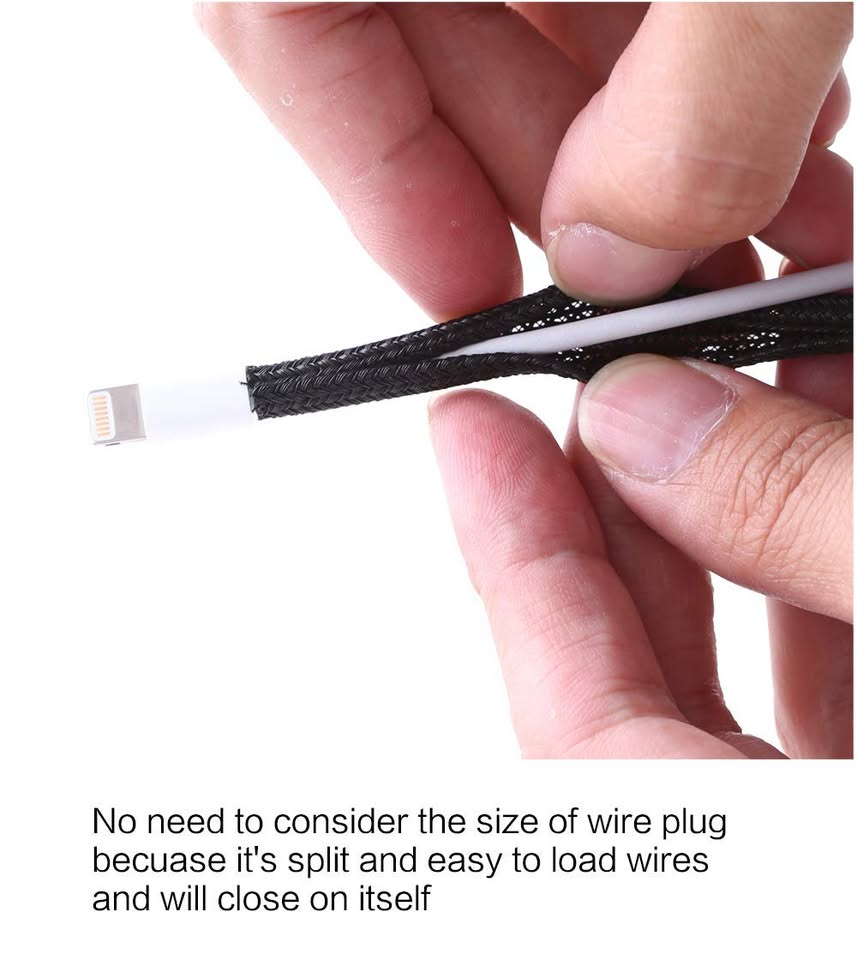 No need to consider the size of wire plug
becuase it's split and easy to load wires
and will close on itself